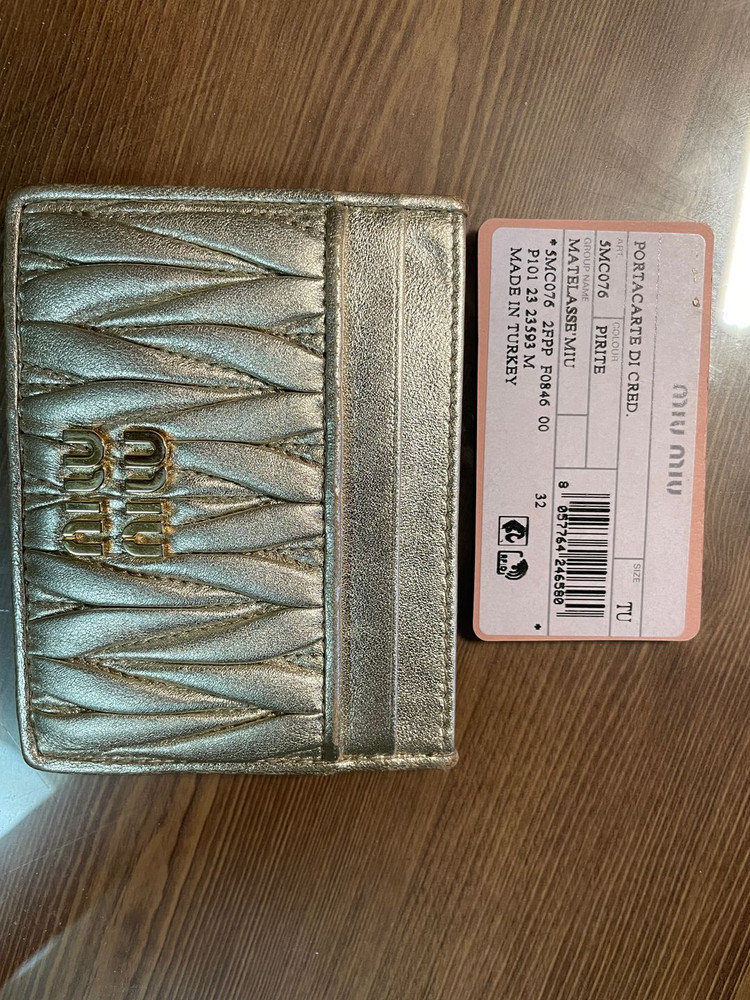 miu
miu
miu miu
PORTACARTE DI CRED.
SIZE
TU
ART.
COLOUR
5MC076
PIRITE
GROUP NAME
MATELASSE'MIU
8 057764 246580
* 5MC076 2FPP F0846 00
32
*
P101 23 23593 M
MADE IN TURKEY